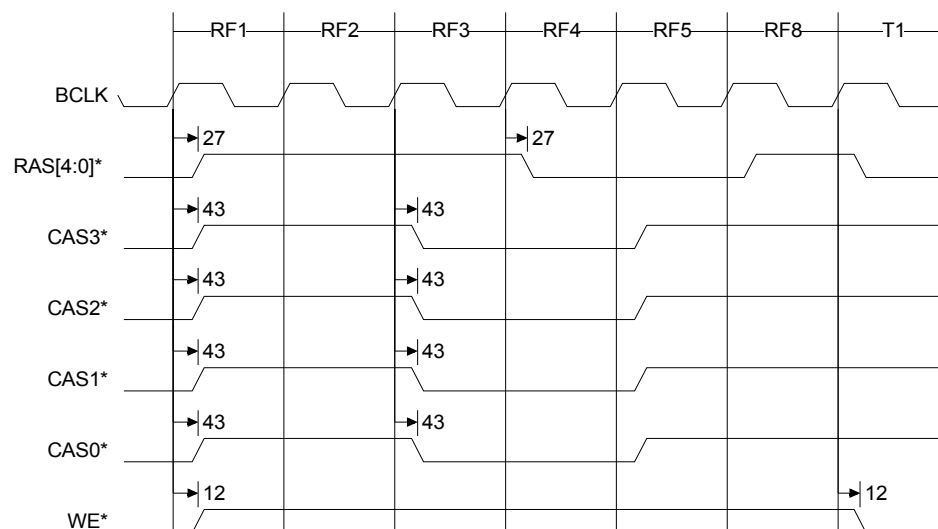 RF1 RF2 RF3 RF4 RF5 RF8 T1
BCLK
27 27
RAS[4:0]*
43 43
CAS3*
43 43
CAS2*
43 43
CAS1*
43 43
CAS0*
12 12
WE*